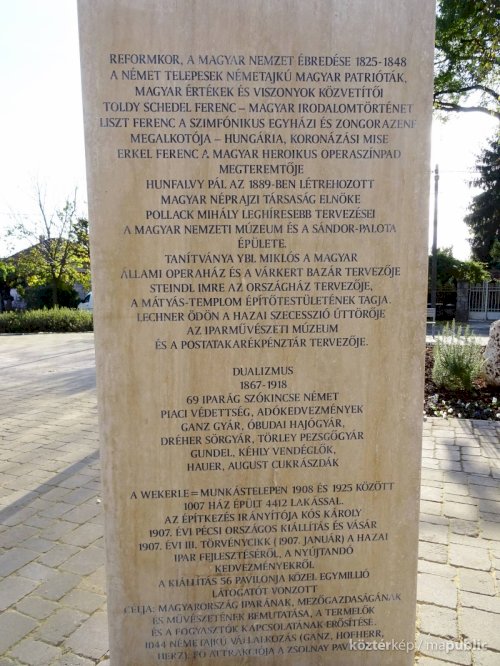 REFORMKOR, A MAGYAR NEMZET ÉBREDÉSE 1825-1848
A NÉMET TELEPESEK NÉMETAJKÚ MAGYAR PATRIÓTÁK,
MAGYAR ÉRTÉKEK ÉS VISZONYOK KÖZVETÍTŐI
TOLDY SCHEDEL FERENC – MAGYAR IRODALOMTÖRTÉNET
LISZT FERENC A SZIMFÓNIKUS EGYHÁZI ÉS ZONGORAZENE
MEGALKOTÓJA – HUNGÁRIA, KORONÁZÁSI MISE
ERKEL FERENC A MAGYAR HEROIKUS OPERASZÍNPAD
MEGTEREMTŐJE
HUNFALVY PÁL AZ 1889-BEN LÉTREHOZOTT
MAGYAR NÉPRAJZI TÁRSASÁG ELNÖKE
POLLACK MIHÁLY LEGHÍRESEBB TERVEZÉSEI
A MAGYAR NEMZETI MÚZEUM ÉS A SÁNDOR-PALOTA
ÉPÜLETE.
TANÍTVÁNYA YBL MIKLÓS A MAGYAR
ÁLLAMI OPERAHÁZ ÉS A VÁRKERT BAZÁR TERVEZŐJE
STEINDL IMRE AZ ORSZÁGHÁZ TERVEZŐJE,
A MÁTYÁS-TEMPLOM ÉPÍTŐTESTÜLETÉNEK TAGJA.
LECHNER ÖDÖN A HAZAI SZECESSZIÓ ÚTTÖRŐJE
AZ IPARMŰVÉSZETI MÚZEUM
ÉS A POSTATAKARÉKPÉNZTÁR TERVEZŐJE.
DUALIZMUS
1867-1918
69 IPARÁG SZÓKINCSE NÉMET
PIACI VÉDETTSÉG, ADÓKEDVEZMÉNYEK
GANZ GYÁR, ÓBUDAI HAJÓGYÁR,
DRÉHER SÖRGYÁR, TÖRLEY PEZSGŐGYÁR
GUNDEL, KÉHLY VENDÉGLŐK,
HAUER, AUGUST CUKRÁSZDÁK
A WEKERLE=MUNKÁSTELEPEN 1908 ÉS 1925 KÖZÖTT
1007 HÁZ ÉPÜLT 4412 LAKÁSSAL.
AZ ÉPÍTKEZÉS IRÁNYÍTÓJA KÓS KÁROLY
1907. ÉVI PÉCSI ORSZÁGOS KIÁLLÍTÁS ÉS VÁSÁR
1907. ÉVI III. TÖRVÉNYCIKK (1907. JANUÁR) A HAZAI
IPAR FEJLESZTÉSÉRŐL, A NYÚJTANDÓ
KEDVEZMÉNYEKRŐL
A KIÁLLÍTÁS 56 PAVILONJA KÖZEL EGYMILLIÓ
LÁTOGATÓT VONZOTT
CÉLJA: MAGYARORSZÁG IPARÁNAK, MEZŐGAZDASÁGÁNAK
ÉS MŰVÉSZETÉNEK BEMUTATÁSA, A TERMELŐK
ÉS A FOGYASZTÓK KAPCSOLATÁNAK ERŐSÍTÉSE.
1044 NÉMETAJKÚ VÁLLALKOZÁS (GANZ, HOFHERR,
HERZ). FŐ ATTRAKCIÓJA A ZSOLNAY
közterkép/mapublic